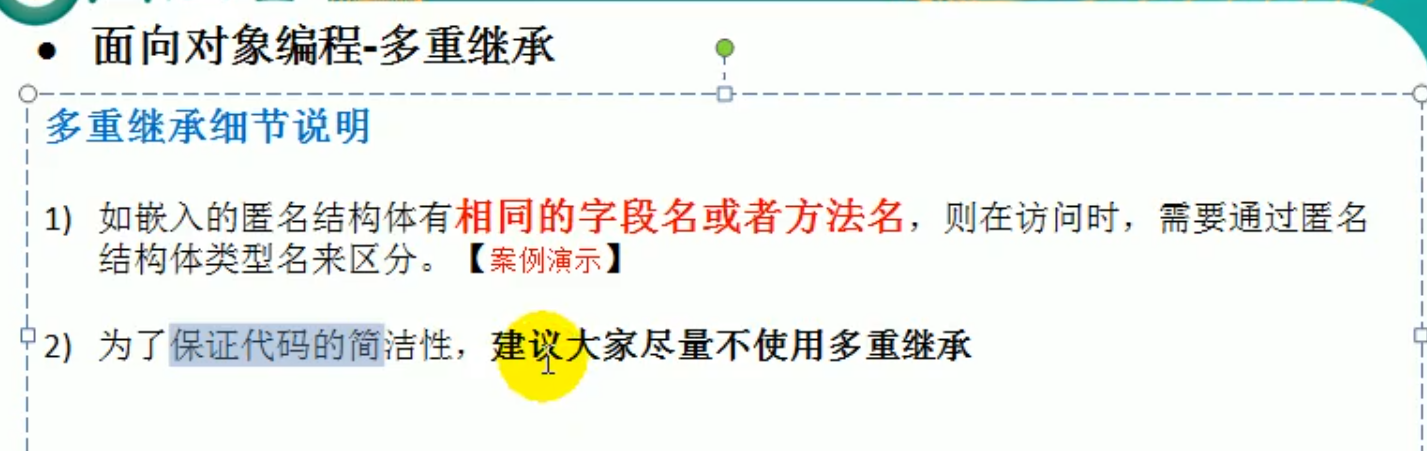 ● 面向对象编程-多重继承
多重继承细节说明
1) 如嵌入的匿名结构体有相同的字段名或者方法名，则在访问时，需要通过匿名
结构体类型名来区分。【案例演示】
2) 为了保证代码的简洁性，建议大家尽量不使用多重继承